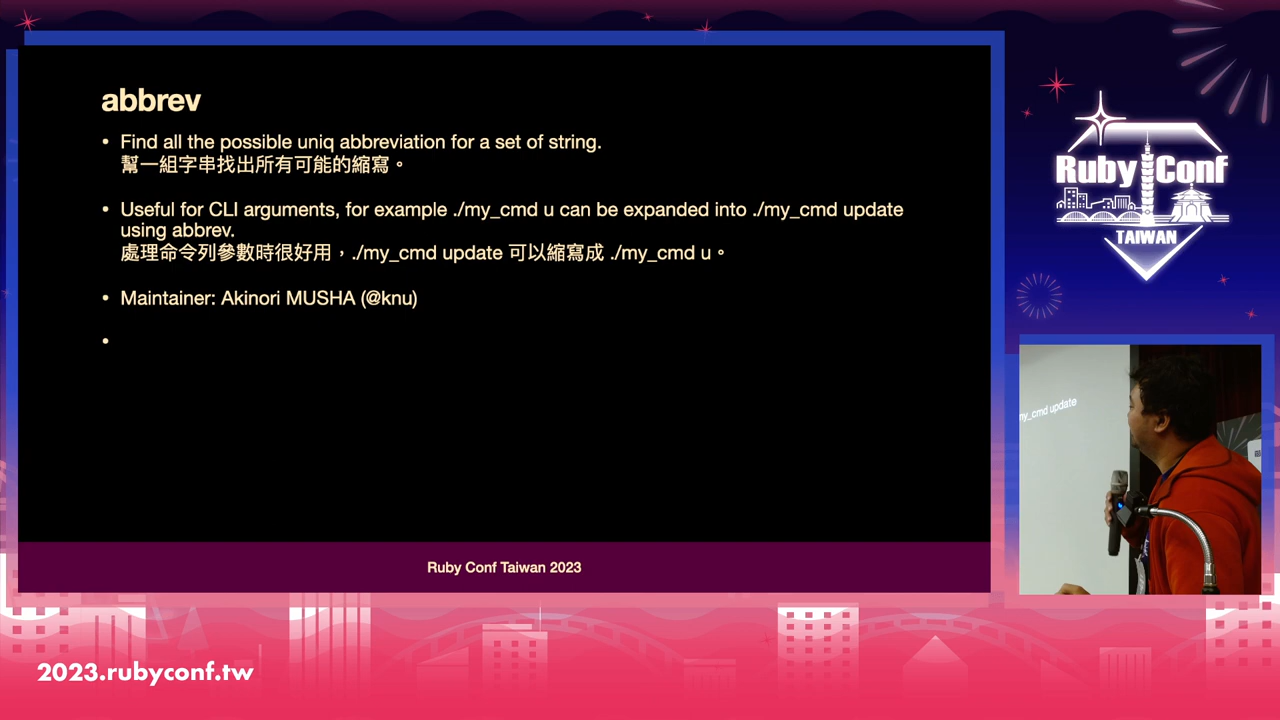 abbrev
• Find all the possible uniq abbreviation for a set of string.
幫一組字串找出所有可能的縮寫。
• Useful for CLI arguments, for example ./my_cmd u can be expanded into ./my_cmd update
using abbrev.
處理命令列參數時很好用，./my_cmd update 可以縮寫成 ./my_cmd u。
• Maintainer: Akinori MUSHA (@knu)
•
Ruby Conf Taiwan 2023
RubyConf
TAIWAN
my_cmd update
2023.rubyconf.tw